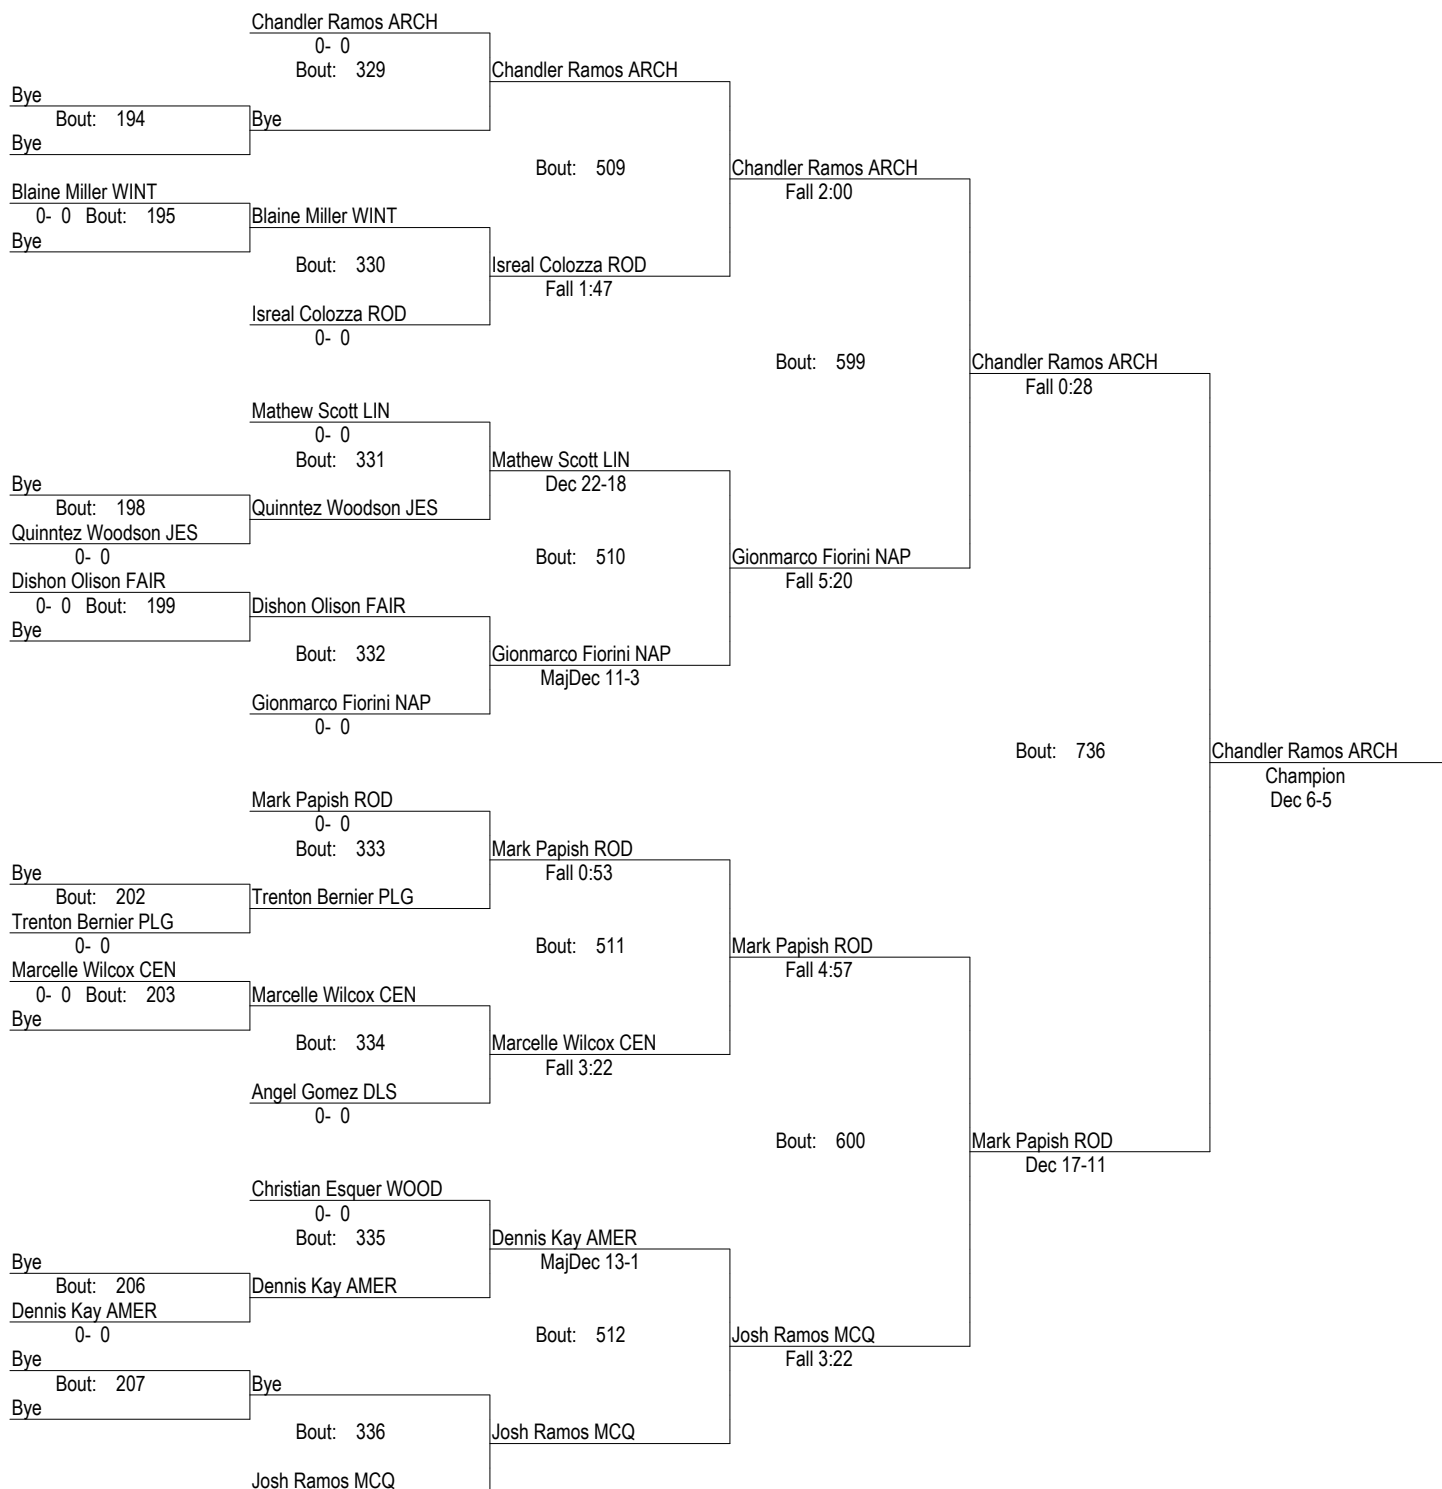 Chandler Ramos ARCH
0- 0
Bout: 329
Chandler Ramos ARCH
Bye
Bout: 194
Bye
Bye
Bout: 509
Chandler Ramos ARCH
Fall 2:00
Blaine Miller WINT
0- 0 Bout: 195
Blaine Miller WINT
Bye
Bout: 330
Isreal Colozza ROD
Fall 1:47
Isreal Colozza ROD
0- 0
Bout: 599
Chandler Ramos ARCH
Fall 0:28
Mathew Scott LIN
0- 0
Bout: 331
Mathew Scott LIN
Dec 22-18
Bye
Bout: 198
Quinntez Woodson JES
Quinntez Woodson JES
0- 0
Bout: 510
Gionmarco Fiorini NAP
Fall 5:20
Dishon Olison FAIR
0- 0 Bout: 199
Dishon Olison FAIR
Bye
Bout: 332
Gionmarco Fiorini NAP
MajDec 11-3
Gionmarco Fiorini NAP
0- 0
Bout: 736
Chandler Ramos ARCH
Champion
Dec 6-5
Mark Papish ROD
0- 0
Bout: 333
Mark Papish ROD
Fall 0:53
Bye
Bout: 202
Trenton Bernier PLG
Trenton Bernier PLG
0- 0
Bout: 511
Mark Papish ROD
Fall 4:57
Marcelle Wilcox CEN
0- 0 Bout: 203
Marcelle Wilcox CEN
Bye
Bout: 334
Marcelle Wilcox CEN
Fall 3:22
Angel Gomez DLS
0- 0
Bout: 600
Mark Papish ROD
Dec 17-11
Christian Esquer WOOD
0- 0
Bout: 335
Dennis Kay AMER
MajDec 13-1
Bye
Bout: 206
Dennis Kay AMER
Dennis Kay AMER
0- 0
Bout: 512
Josh Ramos MCQ
Fall 3:22
Bye
Bout: 207
Bye
Bye
Bout: 336
Josh Ramos MCQ
Josh Ramos MCQ